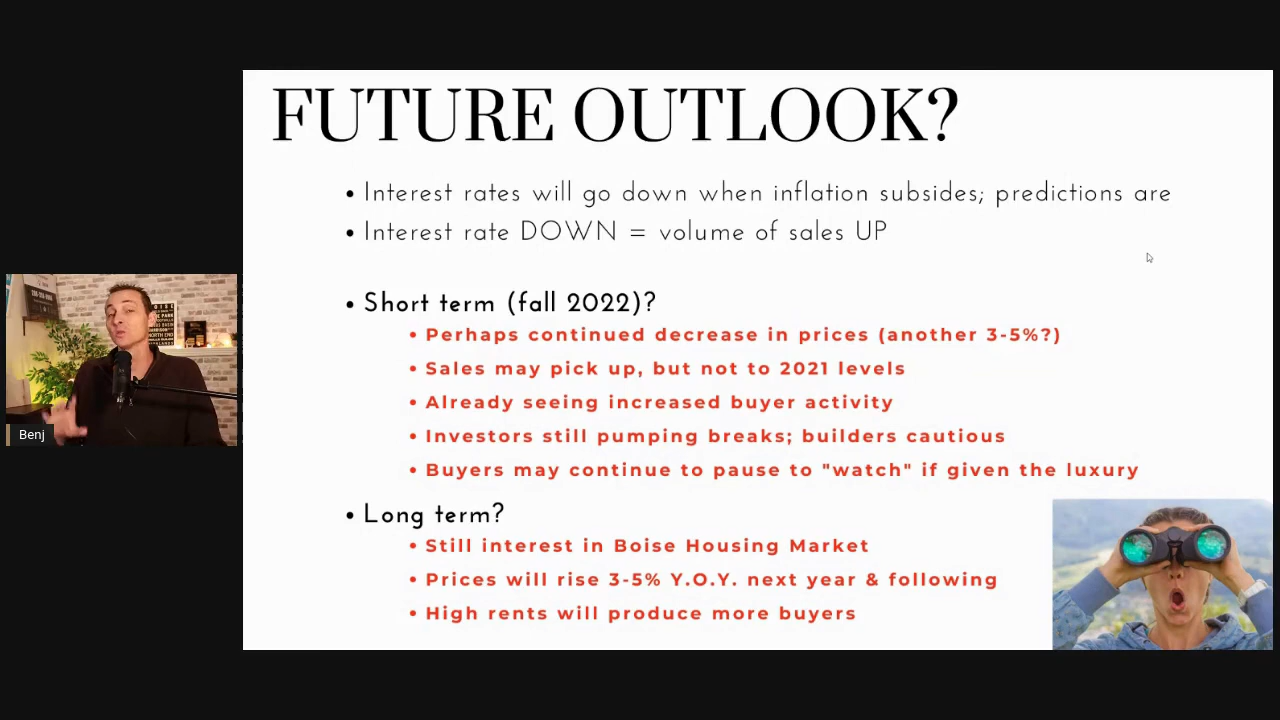 FUTURE OUTLOOK?
• Interest rates will go down when inflation subsides; predictions are
• Interest rate DOWN = volume of sales UP
• Short term (fall 2022)?
• Perhaps continued decrease in prices (another 3-5%?)
• Sales may pick up, but not to 2021 levels
• Already seeing increased buyer activity
• Investors still pumping breaks; builders cautious
• Buyers may continue to pause to "watch" if given the luxury
• Long term?
• Still interest in Boise Housing Market
• Prices will rise 3-5% Y.O.Y. next year & following
• High rents will produce more buyers
Benj